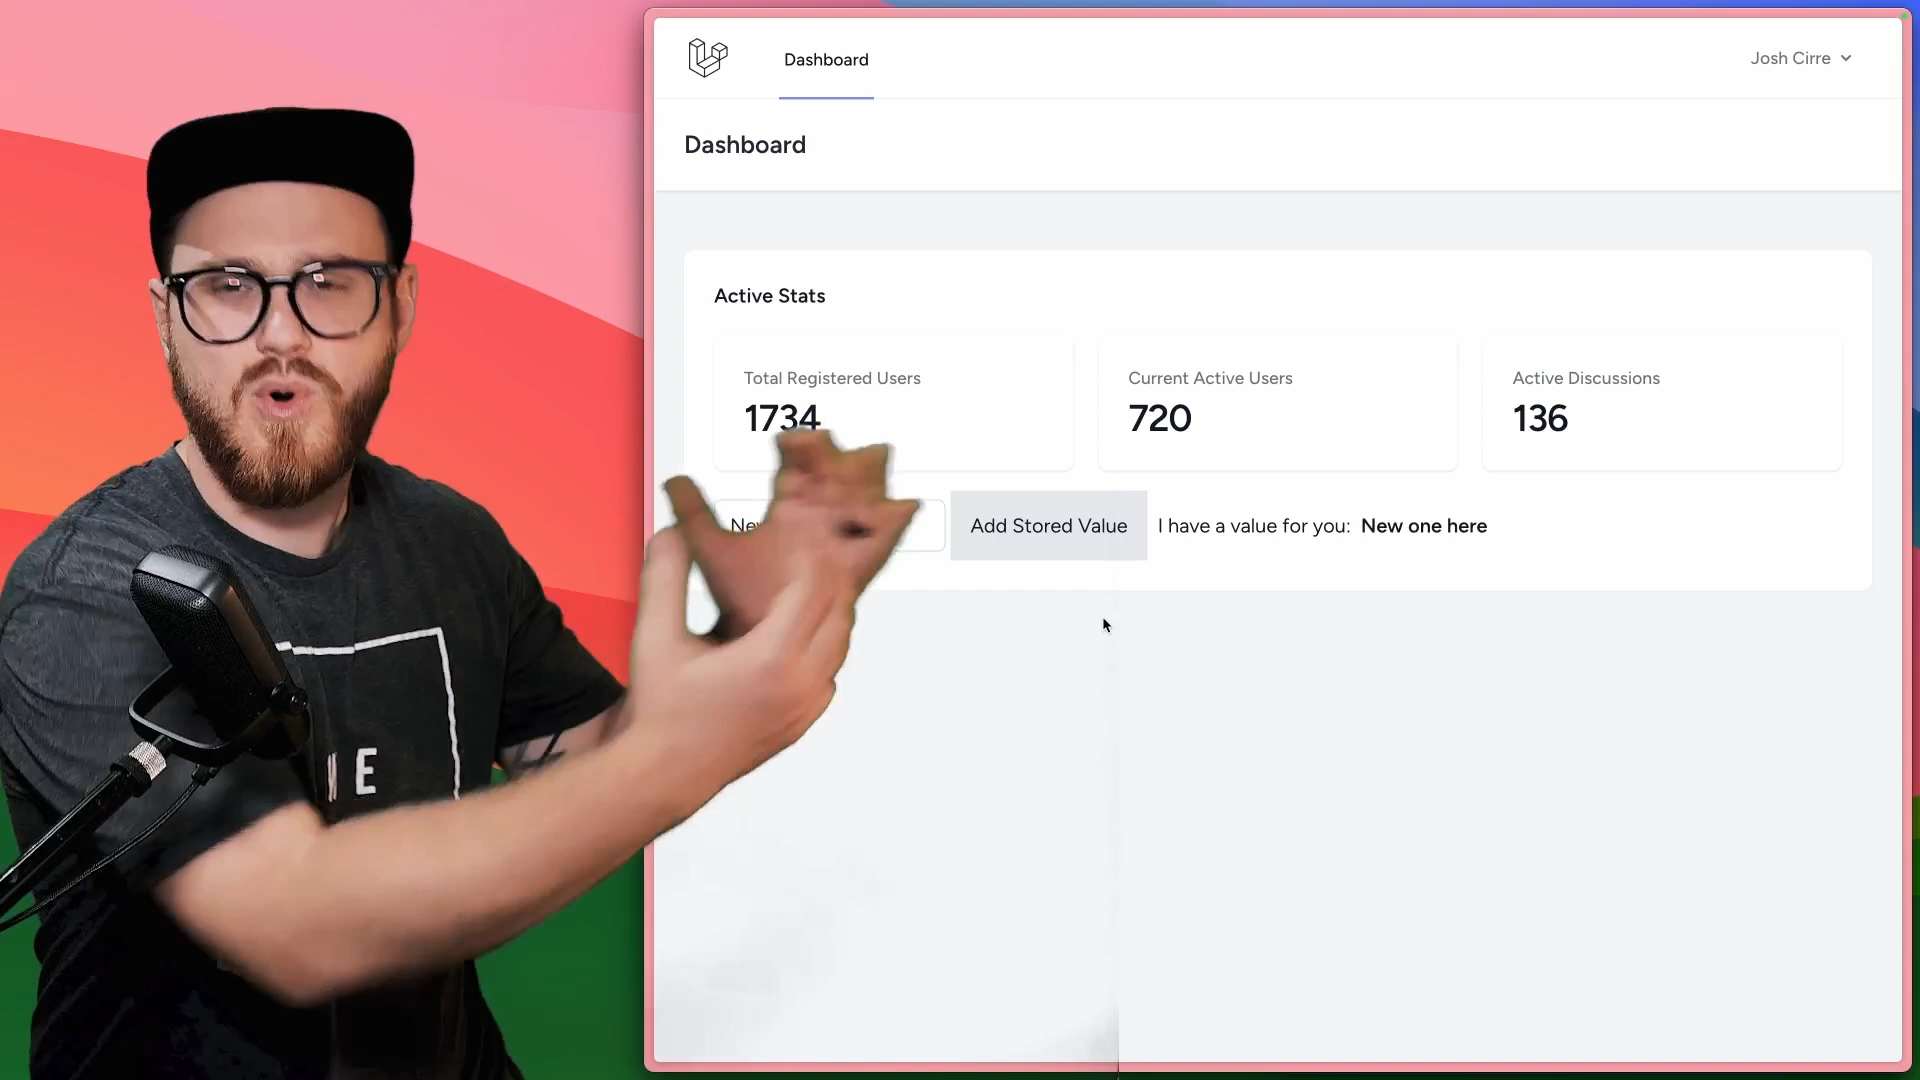 Dashboard
Josh Cirre
Dashboard
Active Stats
Total Registered Users
Current Active Users
Active Discussions
1734
720
136
Add Stored Value
I have a value for you: New one here
E